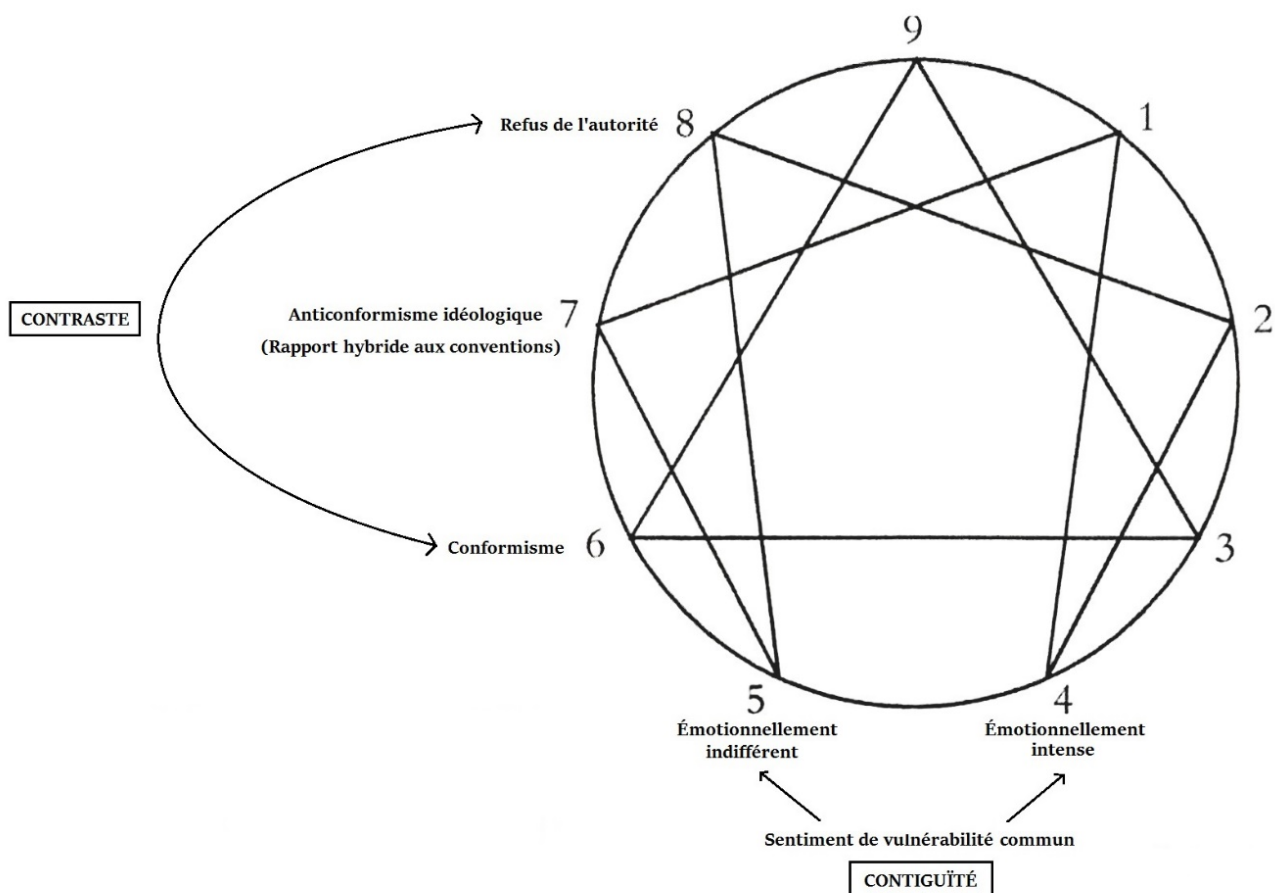 9
Refus de l'autorité 8
1
CONTRASTE
Anticonformisme idéologique 7
(Rapport hybride aux conventions)
2
Conformisme 6
3
5
4
Émotionnellement
indifférent
Émotionnellement
intense
Sentiment de vulnérabilité commun
CONTIGUÏTÉ